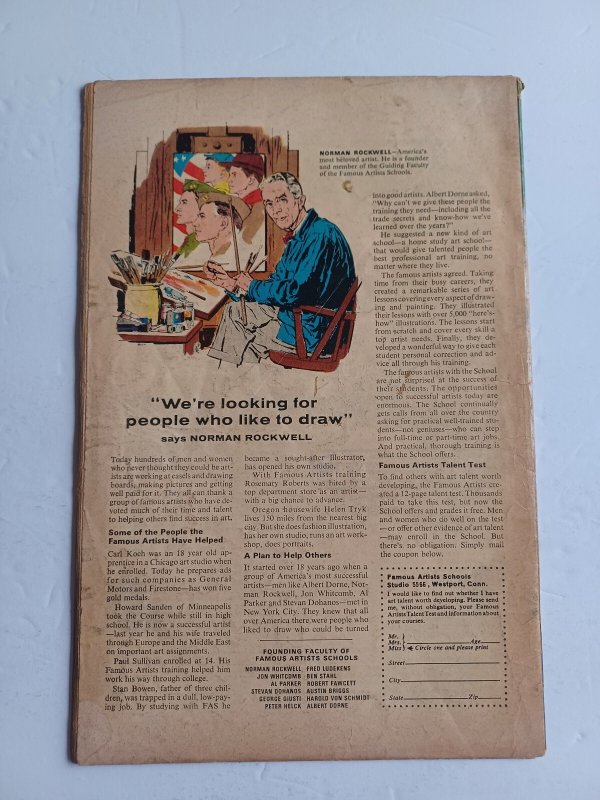 NORMAN ROCKWELL—America's
most beloved artist. He is a founder
and member of the Guiding Faculty
of the Famous Artists Schools.
"We're looking for
people who like to draw"
says NORMAN ROCKWELL
Today hundreds of men and women
who never thought they could be art-
ists are working at easels and drawing
boards, making pictures and getting
well paid for it. They all can thank a
group of famous artists who have de-
voted much of their time and talent
to helping others find success in art.
Some of the People the
Famous Artists Have Helped
Carl Koch was an 18 year old ap-
prentice in a Chicago art studio when
he enrolled. Today he prepares ads
for such companies as General
Motors and Firestone—has won five
gold medals.
Howard Sanden of Minneapolis
took the Course while still in high
school. He is now a successful artist
—last year he and his wife traveled
through Europe and the Middle East
on important art assignments.
Paul Sullivan enrolled at 14. His
Famous Artists training helped him
work his way through college.
Stan Bowen, father of three chil-
dren, was trapped in a dull, low-pay-
ing job. By studying with FAS he
became a sought-after illustrator,
has opened his own studio.
With Famous Artists training
Rosemary Roberts was hired by a
top department store as an artist—
with a big chance to advance.
Oregon housewife Helen Tryk
lives 150 miles from the nearest big
city. But she does fashion illustration,
has her own studio, runs an art work-
shop, does portraits.
A Plan to Help Others
It started over 18 years ago when a
group of America's most successful
artists—men like Albert Dorne, Nor-
man Rockwell, Jon Whitcomb, Al
Parker and Stevan Dohanos—met in
New York City. They knew that all
over America there were people who
liked to draw who could be turned
into good artists. Albert Dorne asked,
"Why can't we give these people the
training they need—including all the
trade secrets and know-how we've
learned over the years?"
He suggested a new kind of art
school—a home study art school—
that would give talented people the
best professional art training, no
matter where they live.
The famous artists agreed. Taking
time from their busy careers, they
created a remarkable series of art
lessons covering every aspect of draw-
ing and painting. They illustrated
their lessons with over 5,000 "here's-
how" illustrations. The lessons start
from scratch and cover every skill a
top artist needs. Finally, they de-
veloped a wonderful way to give each
student personal correction and ad-
vice all through his training.
The famous artists with the School
are not surprised at the success of
their students. The opportunities
open to successful artists today are
enormous. The School continually
gets calls from all over the country
asking for practical well-trained stu-
dents—not geniuses—who can step
into full-time or part-time art jobs.
And practical, thorough training is
what the School offers.
Famous Artists Talent Test
To find others with art talent worth
developing, the Famous Artists cre-
ated a 12-page talent test. Thousands
paid to take this test, but now the
School offers and grades it free. Men
and women who do well on the test
—or offer other evidence of art talent
—may enroll in the School. But
there's no obligation. Simply mail
the coupon below.
FOUNDING FACULTY OF
FAMOUS ARTISTS SCHOOLS
NORMAN ROCKWELL FRED LUDEKENS
JON WHITCOMB BEN STAHL
AL PARKER ROBERT FAWCETT
STEVAN DOHANOS AUSTIN BRIGGS
GEORGE GIUSTI HAROLD VON SCHMIDT
PETER HELCK ALBERT DORNE
Famous Artists Schools
Studio 5956, Westport, Conn.
I would like to find out whether I have
art talent worth developing. Please send
me, without obligation, your Famous
Artists Talent Test and information about
your courses.
Mr.
Mrs. Age
Miss Circle one and please print
Street
City
State Zip